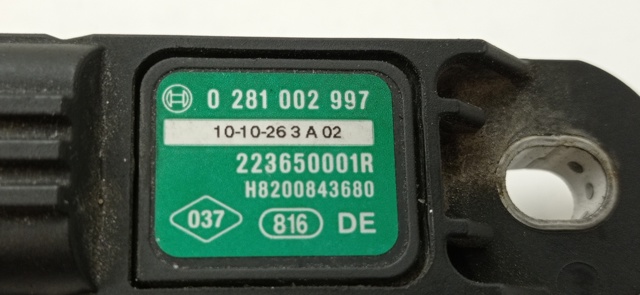 0 281 002 997
10-10-26 3 A 02
223650001R
H8200843680
037 816 DE